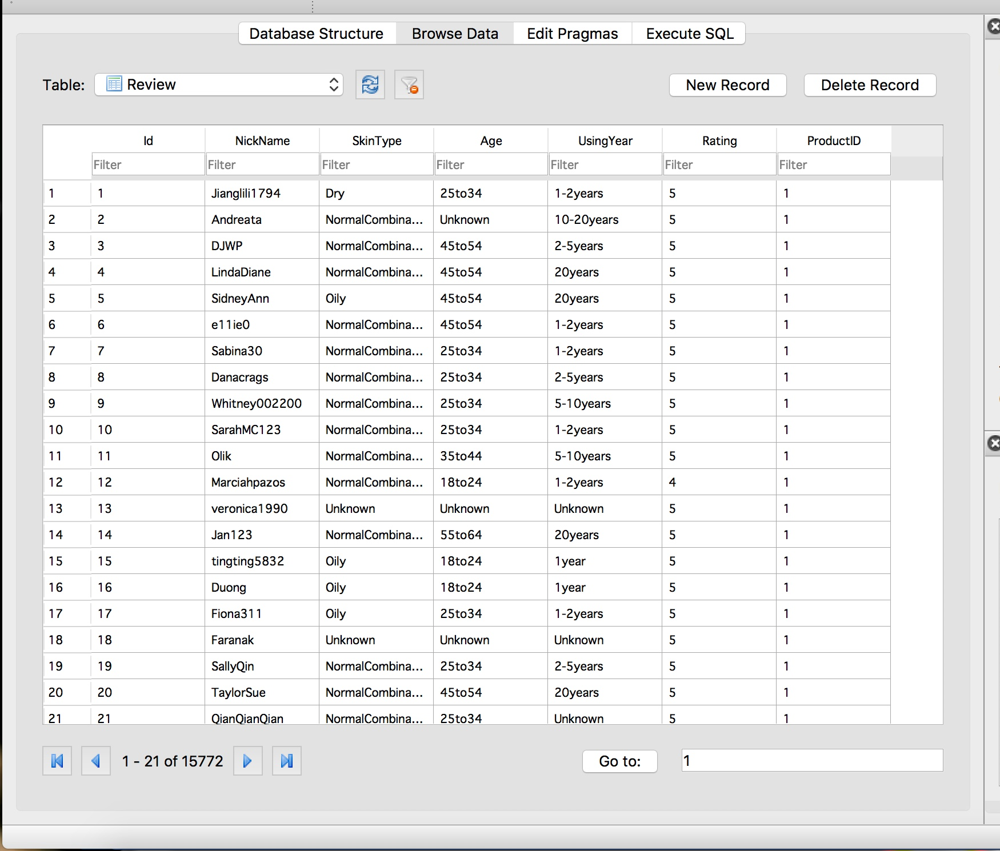 Database Structure Browse Data Edit Pragmas Execute SQL
Table: Review New Record Delete Record
Id NickName SkinType Age UsingYear Rating ProductID
Filter Filter Filter Filter Filter Filter Filter
1 1 Jianglili1794 Dry 25to34 1-2years 5 1
2 2 Andreata NormalCombina... Unknown 10-20years 5 1
3 3 DJWP NormalCombina... 45to54 2-5years 5 1
4 4 LindaDiane NormalCombina... 45to54 20years 5 1
5 5 SidneyAnn Oily 45to54 20years 5 1
6 6 e11ie0 NormalCombina... 45to54 1-2years 5 1
7 7 Sabina30 NormalCombina... 25to34 1-2years 5 1
8 8 Danacrags NormalCombina... 25to34 2-5years 5 1
9 9 Whitney002200 NormalCombina... 25to34 5-10years 5 1
10 10 SarahMC123 NormalCombina... 25to34 1-2years 5 1
11 11 Olik NormalCombina... 35to44 5-10years 5 1
12 12 Marciahpazos NormalCombina... 18to24 1-2years 4 1
13 13 veronica1990 Unknown Unknown Unknown 5 1
14 14 Jan123 NormalCombina... 55to64 20years 5 1
15 15 tingting5832 Oily 18to24 1year 5 1
16 16 Duong Oily 18to24 1year 5 1
17 17 Fiona311 Oily 25to34 1-2years 5 1
18 18 Faranak Unknown Unknown Unknown 5 1
19 19 SallyQin NormalCombina... 25to34 2-5years 5 1
20 20 TaylorSue NormalCombina... 45to54 20years 5 1
21 21 QianQianQian NormalCombina... 25to34 Unknown 5 1
1 - 21 of 15772 Go to: 1